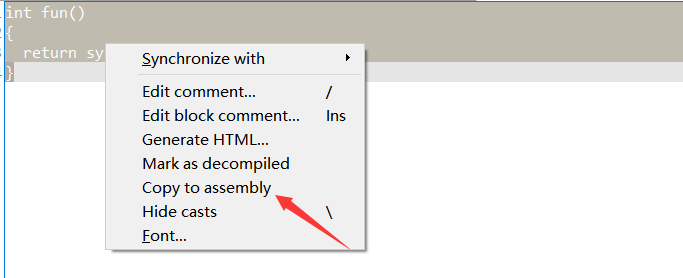 int fun()
{
return sy
}
Synchronize with
Edit comment... /
Edit block comment... Ins
Generate HTML...
Mark as decompiled
Copy to assembly
Hide casts \
Font...